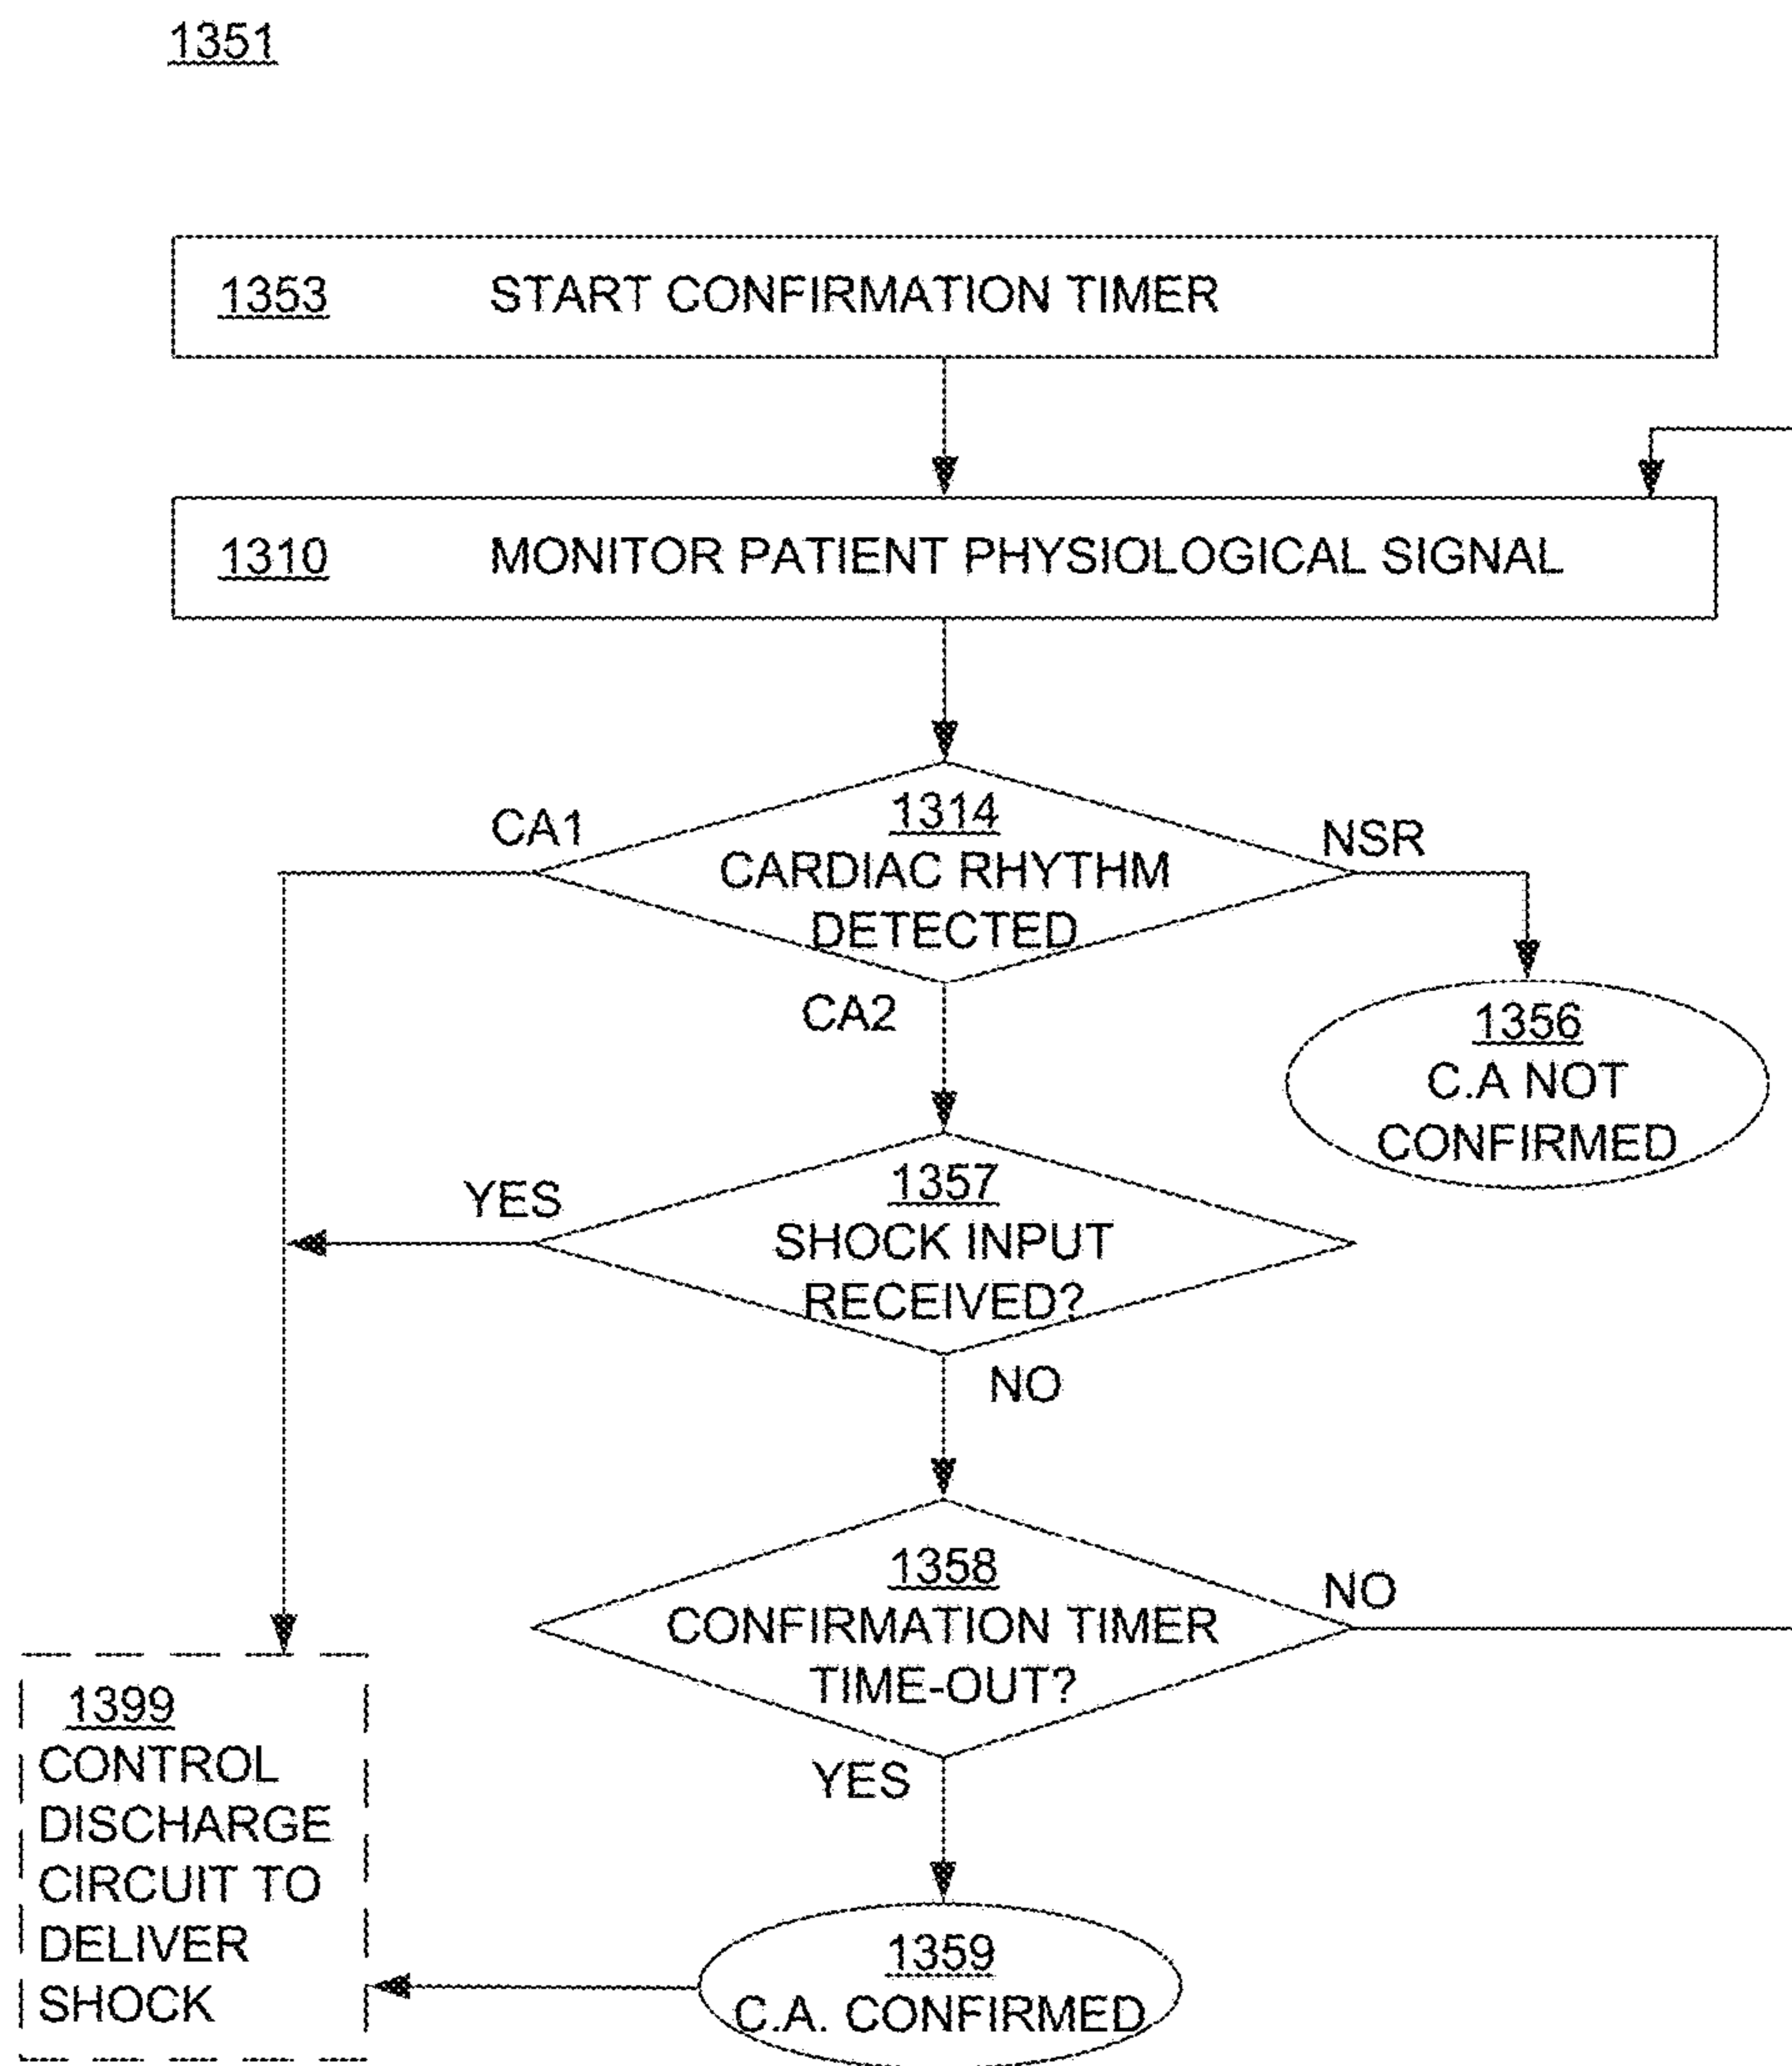 1351
1353 START CONFIRMATION TIMER
1310 MONITOR PATIENT PHYSIOLOGICAL SIGNAL
CA1
1314
CARDIAC RHYTHM
DETECTED
NSR
CA2
1356
C.A NOT
CONFIRMED
YES
1357
SHOCK INPUT
RECEIVED?
NO
1358
CONFIRMATION TIMER
TIME-OUT?
NO
YES
1399
CONTROL
DISCHARGE
CIRCUIT TO
DELIVER
SHOCK
1359
C.A. CONFIRMED